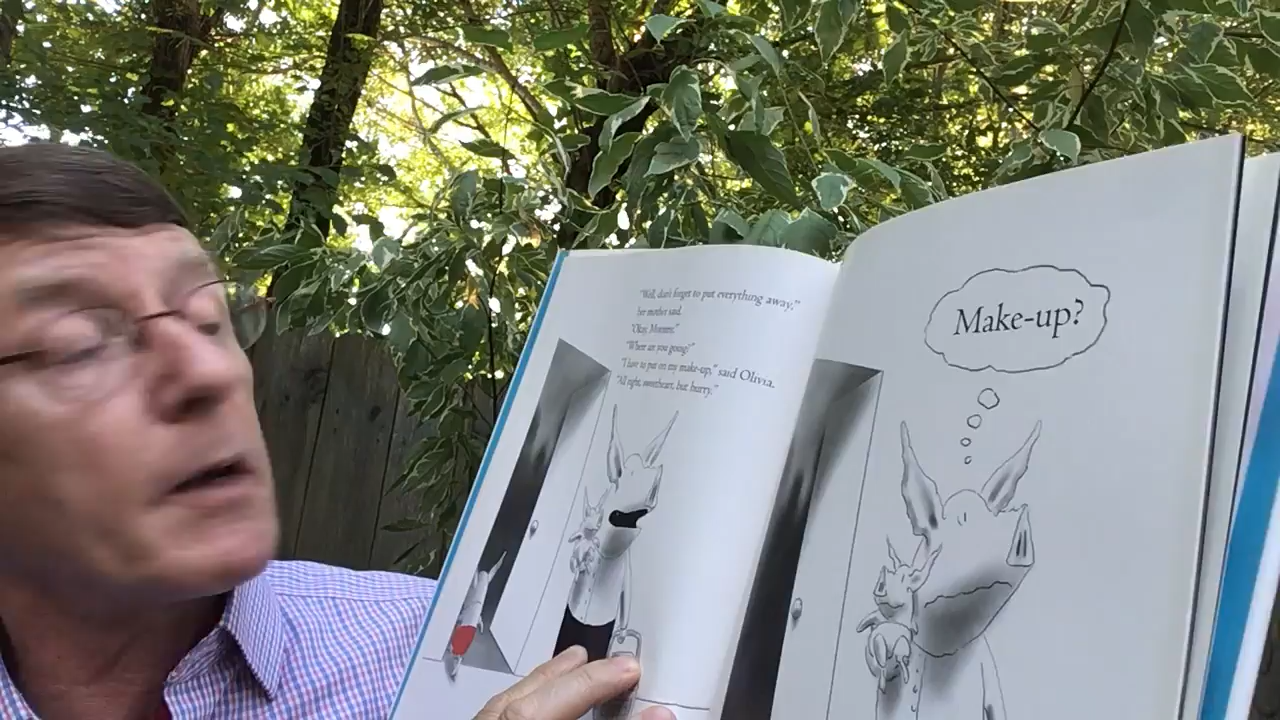 "Well, don't forget to put everything away,"
her mother said.
"Okay, Mommy."
"Where are you going?"
"I have to put on my make-up," said Olivia.
"All right, sweetheart, but hurry."
Make-up?